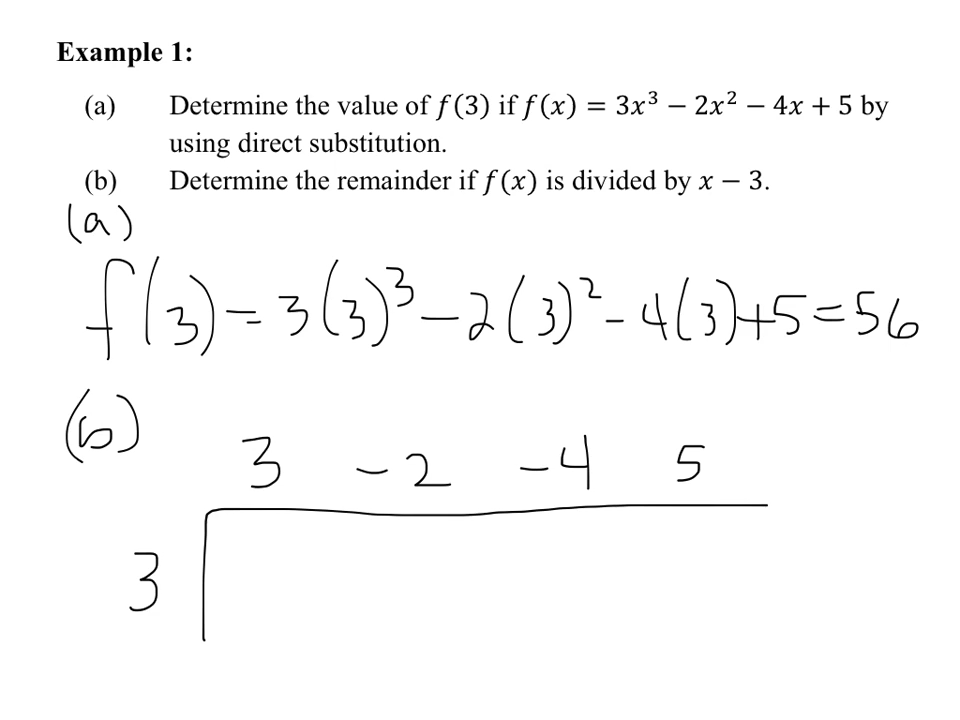 Example 1:
(a) Determine the value of f(3) if f(x) = 3x³ − 2x² − 4x + 5 by
using direct substitution.
(b) Determine the remainder if f(x) is divided by x − 3.
(a)
f(3) = 3(3)³ − 2(3)² − 4(3) + 5 = 56
(b)
3 −2 −4 5
3